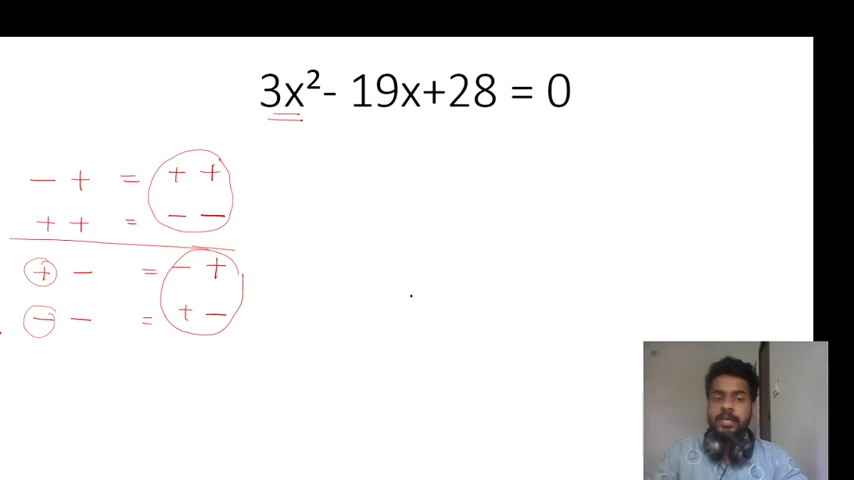 3x²- 19x+28 = 0
- + = + +
+ + = - -
+ - = - +
- - = + -